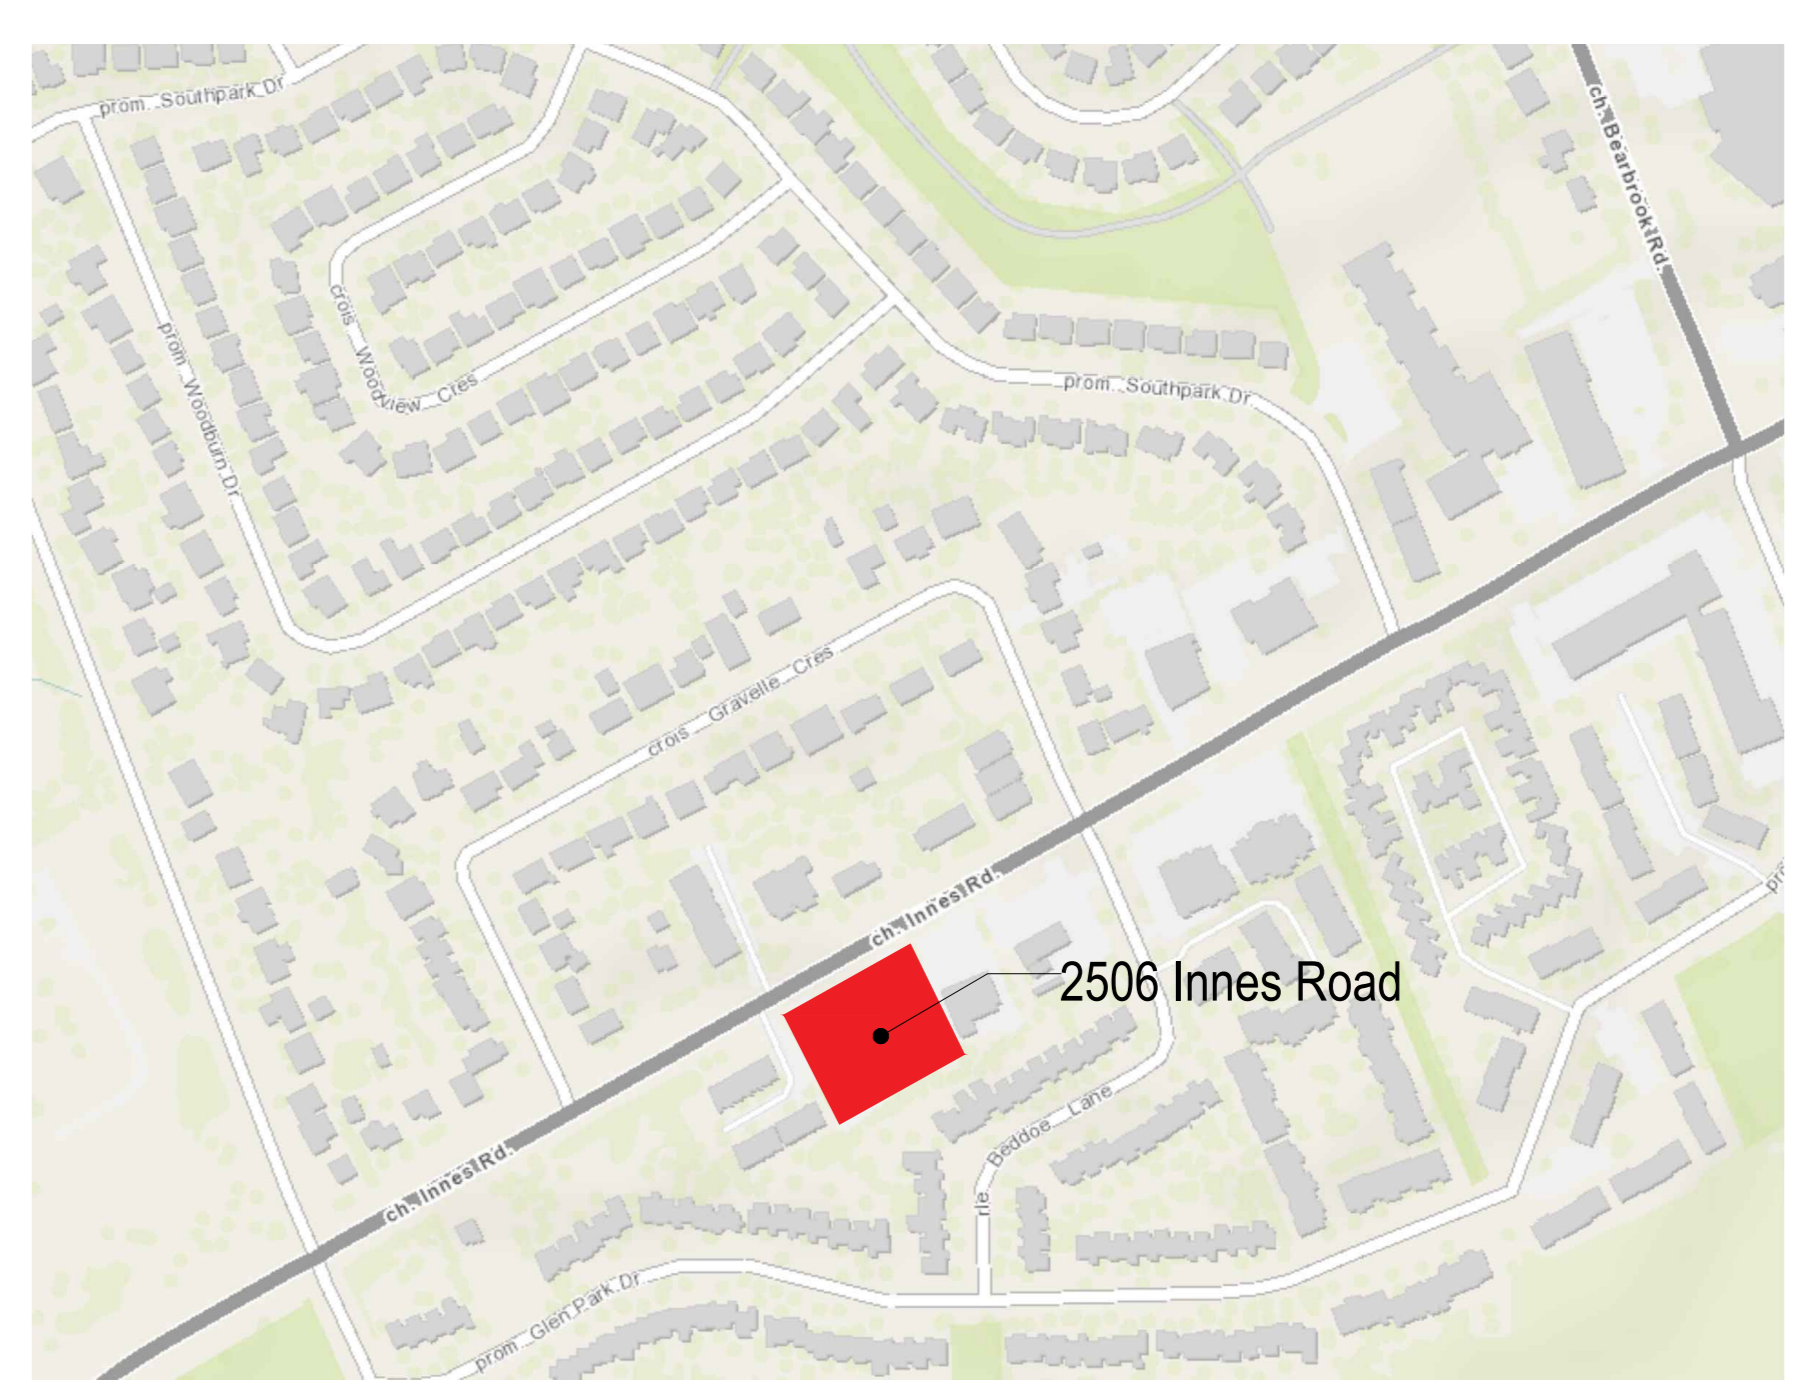 prom. Southpark Dr
ch. Bearbrook Rd.
crois Woodview Cres
prom Woodburn Dr
prom. Southpark Dr
crois Gravelle Cres
ch. Innes Rd.
2506 Innes Road
Beddoe Lane
rle
ch. Innes Rd.
prom Glen Park Dr